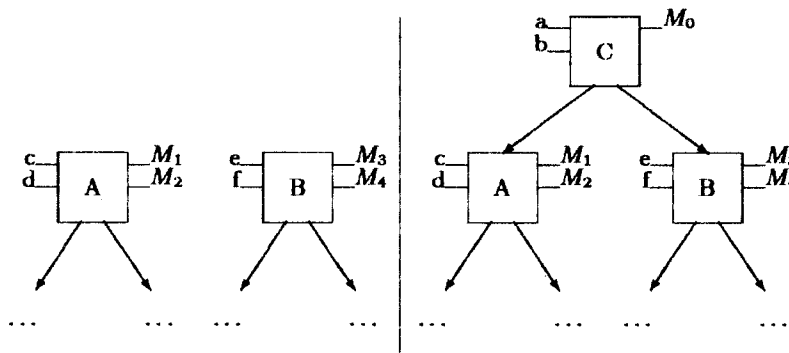 a M₀
b C
c M₁ e M₃ c M₁ e M
d A M₂ f B M₄ d A M₂ f B M
... ... ... ... ... ... ... ...